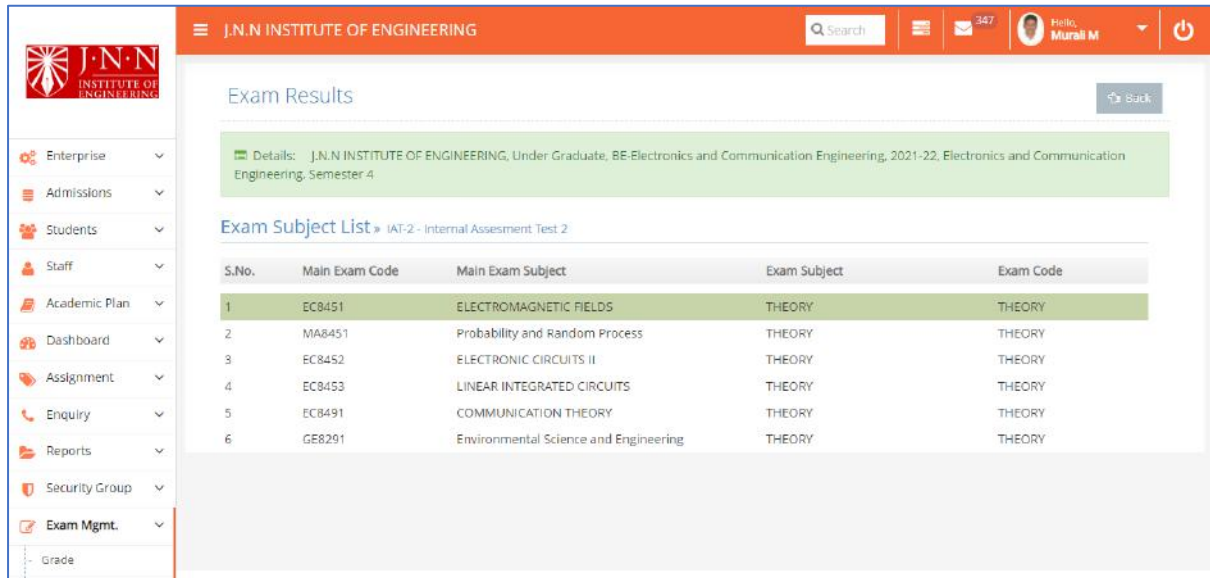 J·N·N
INSTITUTE OF
ENGINEERING
J.N.N INSTITUTE OF ENGINEERING
Search
347
Hello,
Murali M
Enterprise
Admissions
Students
Staff
Academic Plan
Dashboard
Assignment
Enquiry
Reports
Security Group
Exam Mgmt.
Grade
Exam Results
Back
Details: J.N.N INSTITUTE OF ENGINEERING, Under Graduate, BE-Electronics and Communication Engineering, 2021-22, Electronics and Communication
Engineering, Semester 4
Exam Subject List » IAT-2 - Internal Assesment Test 2
S.No. Main Exam Code Main Exam Subject Exam Subject Exam Code
1 EC8451 ELECTROMAGNETIC FIELDS THEORY THEORY
2 MA8451 Probability and Random Process THEORY THEORY
3 EC8452 ELECTRONIC CIRCUITS II THEORY THEORY
4 EC8453 LINEAR INTEGRATED CIRCUITS THEORY THEORY
5 EC8491 COMMUNICATION THEORY THEORY THEORY
6 GE8291 Environmental Science and Engineering THEORY THEORY